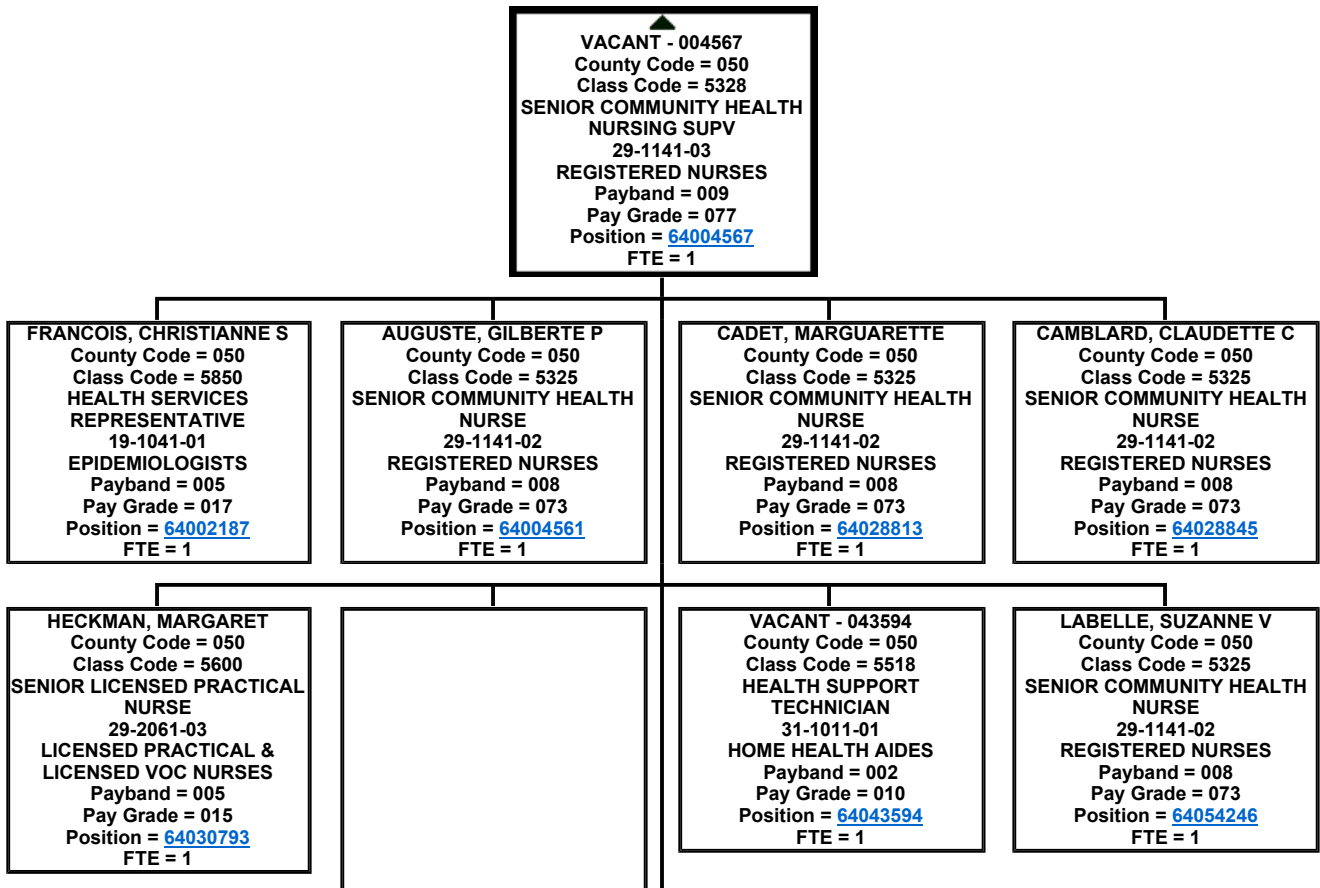 VACANT - 004567
County Code = 050
Class Code = 5328
SENIOR COMMUNITY HEALTH
NURSING SUPV
29-1141-03
REGISTERED NURSES
Payband = 009
Pay Grade = 077
Position = 64004567
FTE = 1
FRANCOIS, CHRISTIANNE S
County Code = 050
Class Code = 5850
HEALTH SERVICES
REPRESENTATIVE
19-1041-01
EPIDEMIOLOGISTS
Payband = 005
Pay Grade = 017
Position = 64002187
FTE = 1
AUGUSTE, GILBERTE P
County Code = 050
Class Code = 5325
SENIOR COMMUNITY HEALTH
NURSE
29-1141-02
REGISTERED NURSES
Payband = 008
Pay Grade = 073
Position = 64004561
FTE = 1
CADET, MARGUARETTE
County Code = 050
Class Code = 5325
SENIOR COMMUNITY HEALTH
NURSE
29-1141-02
REGISTERED NURSES
Payband = 008
Pay Grade = 073
Position = 64028813
FTE = 1
CAMBLARD, CLAUDETTE C
County Code = 050
Class Code = 5325
SENIOR COMMUNITY HEALTH
NURSE
29-1141-02
REGISTERED NURSES
Payband = 008
Pay Grade = 073
Position = 64028845
FTE = 1
HECKMAN, MARGARET
County Code = 050
Class Code = 5600
SENIOR LICENSED PRACTICAL
NURSE
29-2061-03
LICENSED PRACTICAL &
LICENSED VOC NURSES
Payband = 005
Pay Grade = 015
Position = 64030793
FTE = 1
VACANT - 043594
County Code = 050
Class Code = 5518
HEALTH SUPPORT
TECHNICIAN
31-1011-01
HOME HEALTH AIDES
Payband = 002
Pay Grade = 010
Position = 64043594
FTE = 1
LABELLE, SUZANNE V
County Code = 050
Class Code = 5325
SENIOR COMMUNITY HEALTH
NURSE
29-1141-02
REGISTERED NURSES
Payband = 008
Pay Grade = 073
Position = 64054246
FTE = 1